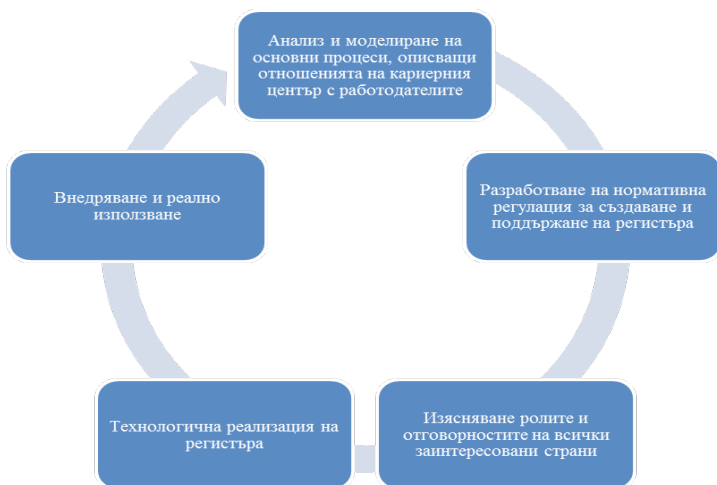 Анализ и моделиране на
основни процеси, описващи
отношенията на кариерния
център с работодателите
Разработване на нормативна
регулация за създаване и
поддържане на регистъра
Изясняване ролите и
отговорностите на всички
заинтересовани страни
Технологична реализация на
регистъра
Внедряване и реално
използване